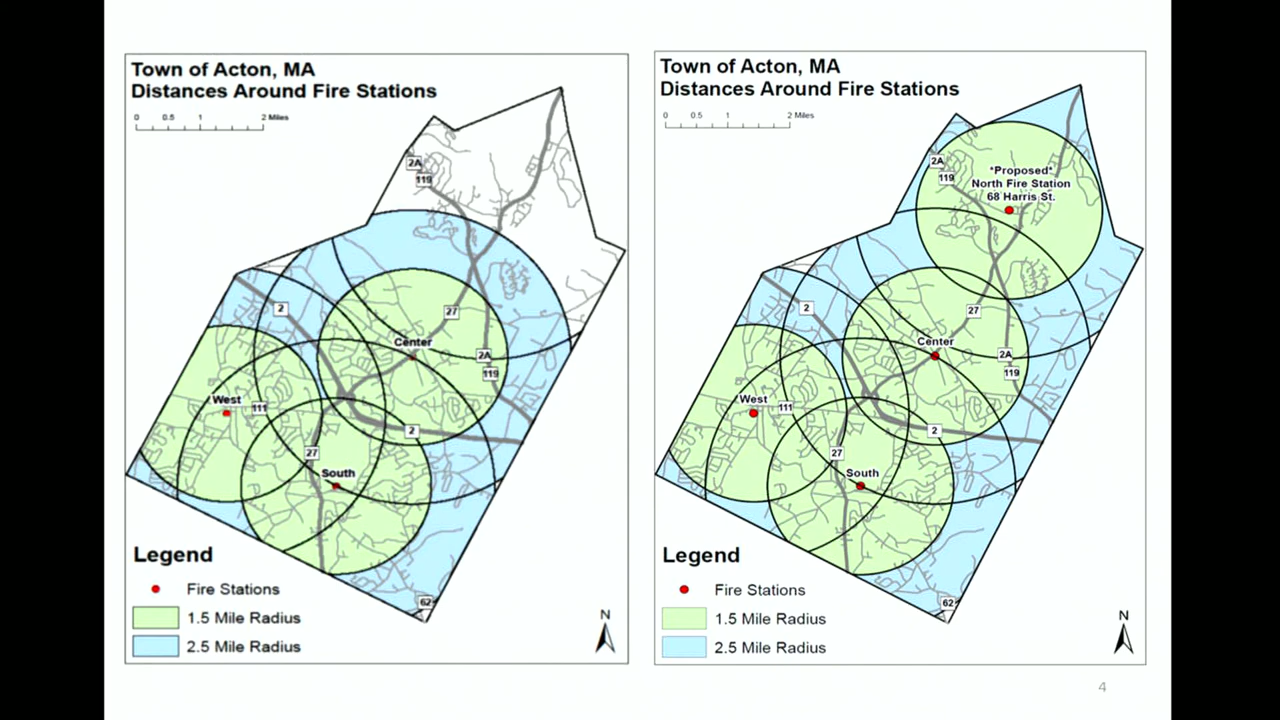 Town of Acton, MA
Distances Around Fire Stations
0 0.5 1 2 Miles
2A
119
2
27
Center
2A
119
West
111
2
27
South
62
Legend
Fire Stations
1.5 Mile Radius
2.5 Mile Radius
N
Town of Acton, MA
Distances Around Fire Stations
0 0.5 1 2 Miles
2A
119
*Proposed*
North Fire Station
68 Harris St.
2
27
Center
2A
119
West
111
2
27
South
62
Legend
Fire Stations
1.5 Mile Radius
2.5 Mile Radius
N
4